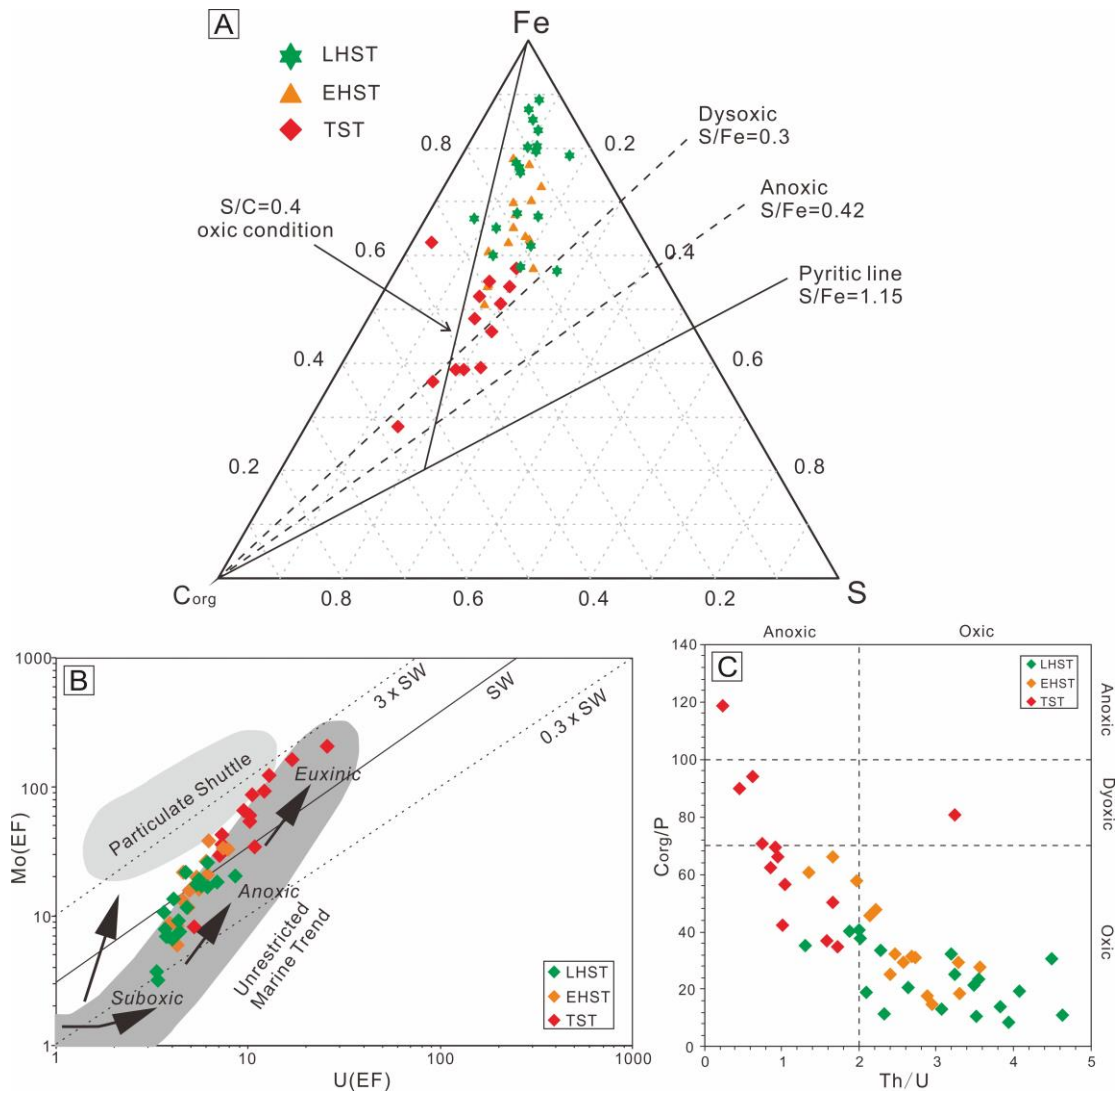 A
Fe
LHST
EHST
TST
Dysoxic
S/Fe=0.3
0.8
0.2
Anoxic
S/Fe=0.42
S/C=0.4
oxic condition
0.6
0.4
Pyritic line
S/Fe=1.15
0.4
0.6
0.2
0.8
Corg
0.8
0.6
0.4
0.2
S
B
1000
100
10
1
Mo(EF)
3 x SW
SW
0.3 x SW
Particulate Shuttle
Euxinic
Anoxic
Suboxic
Unrestricted
Marine Trend
LHST
EHST
TST
1
10
100
1000
U(EF)
Anoxic
Oxic
C
140
120
100
80
60
40
20
0
Corg/P
LHST
EHST
TST
Anoxic
Dyoxic
Oxic
0
1
2
3
4
5
Th/U